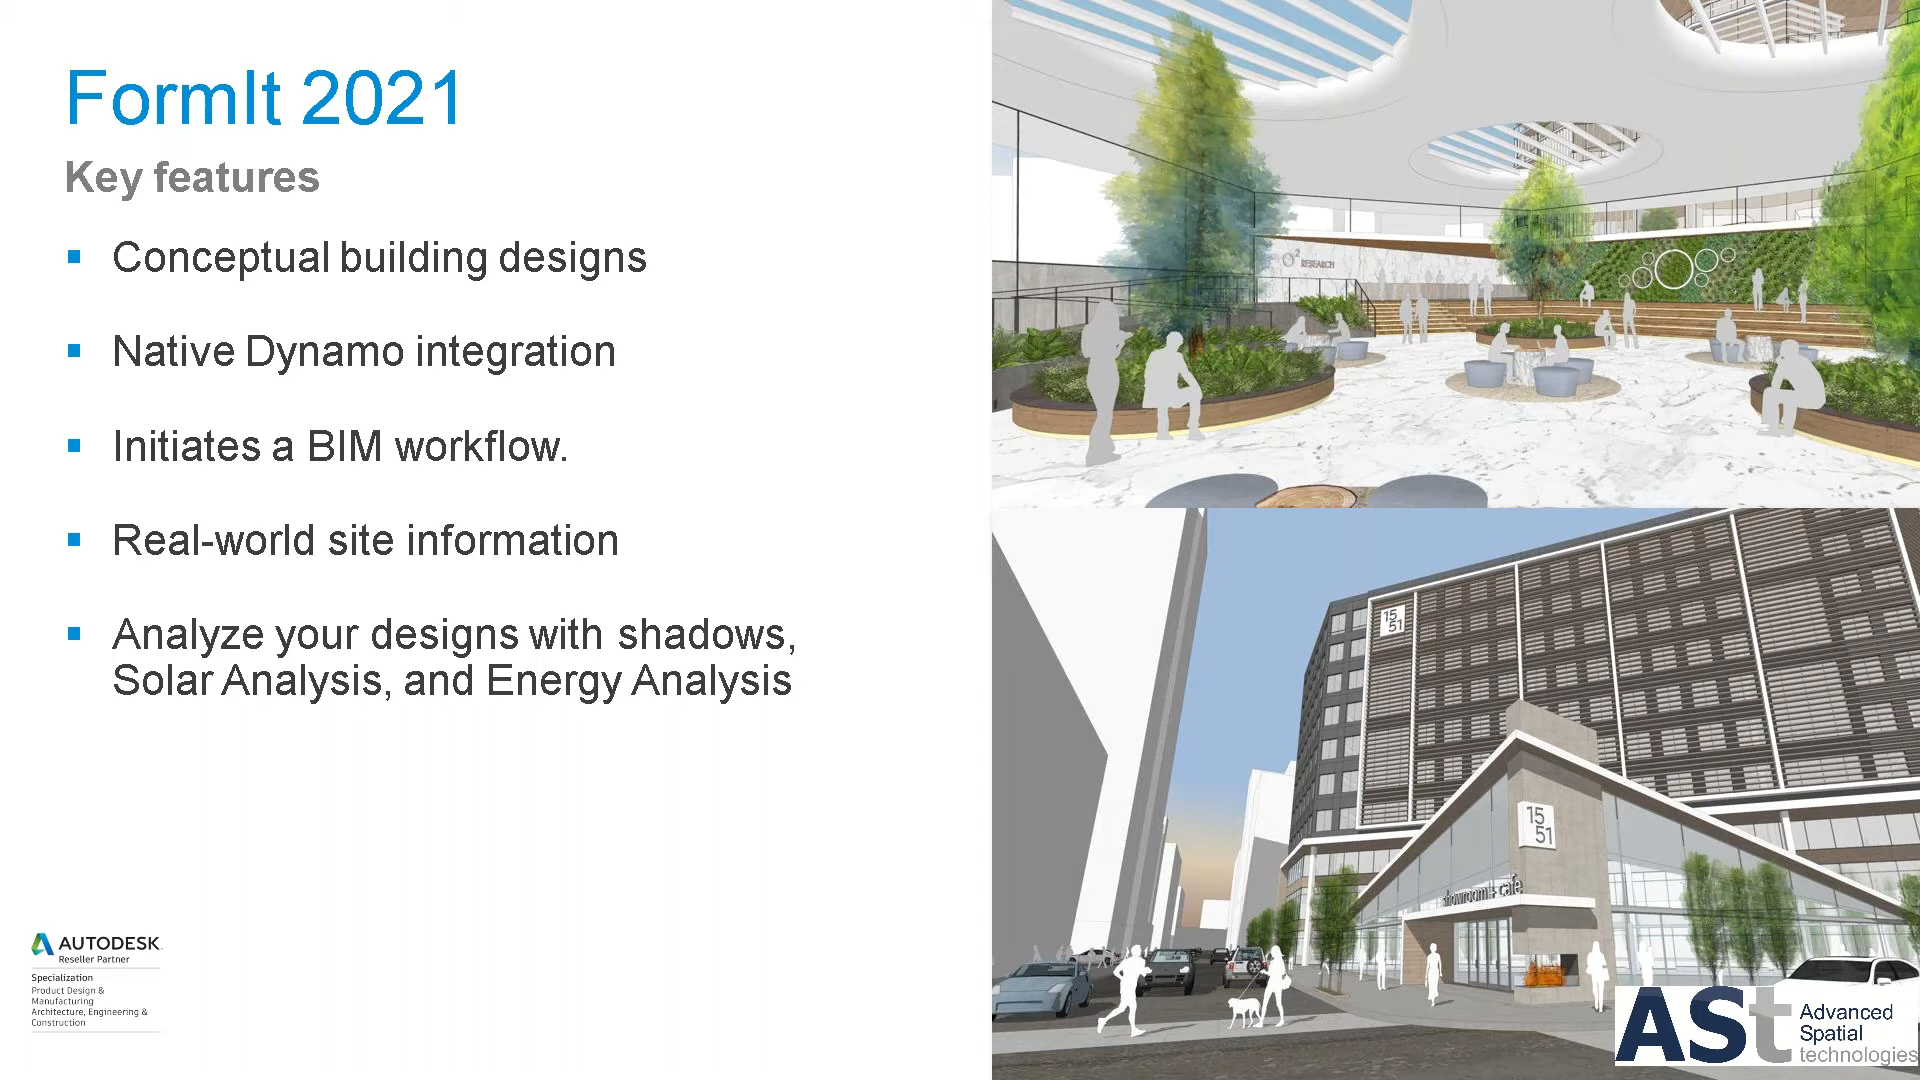 FormIt 2021
Key features
Conceptual building designs
Native Dynamo integration
Initiates a BIM workflow.
Real-world site information
Analyze your designs with shadows,
Solar Analysis, and Energy Analysis
AUTODESK
Reseller Partner
Specialization
Product Design &
Manufacturing
Architecture, Engineering &
Construction
O2 RESEARCH
15
51
15
51
showroom + cafe
ASt
Advanced
Spatial
technologies